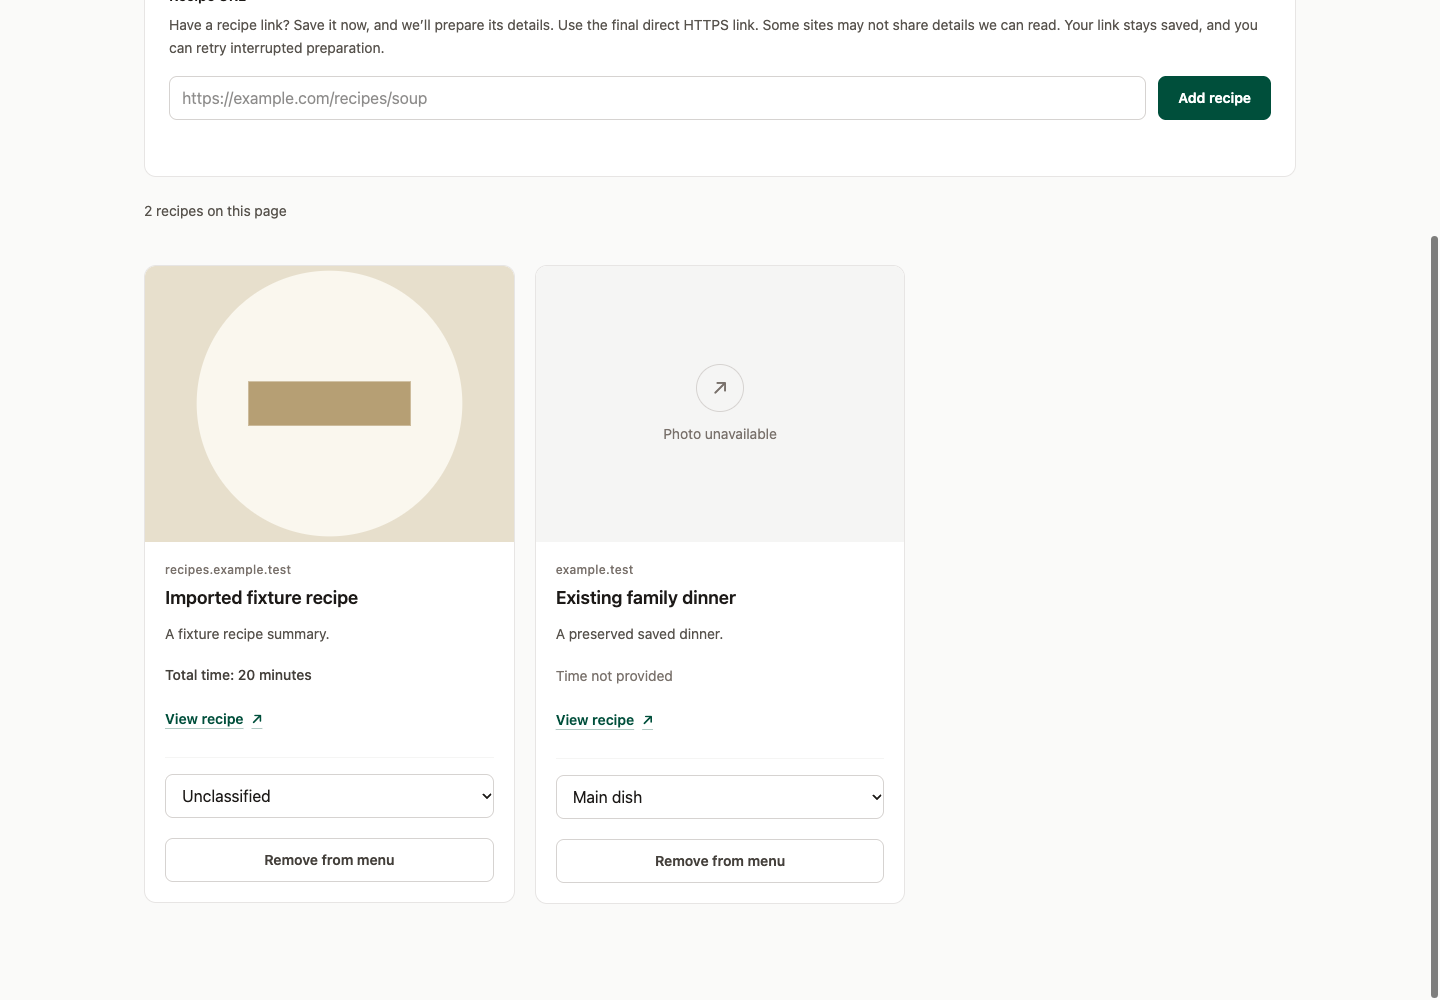 Recipe URL
Have a recipe link? Save it now, and we’ll prepare its details. Use the final direct HTTPS link. Some sites may not share details we can read. Your link stays saved, and you
can retry interrupted preparation.
https://example.com/recipes/soup
Add recipe
2 recipes on this page
recipes.example.test
Imported fixture recipe
A fixture recipe summary.
Total time: 20 minutes
View recipe
Unclassified
Remove from menu
Photo unavailable
example.test
Existing family dinner
A preserved saved dinner.
Time not provided
View recipe
Main dish
Remove from menu